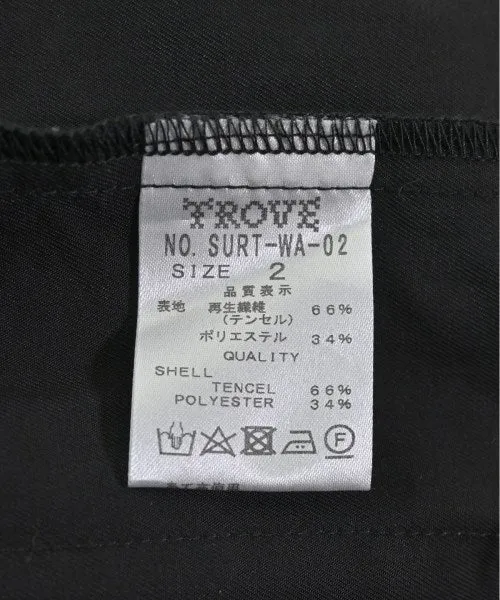 TROVE
NO. SURT-WA-02
SIZE 2
品質表示
表地 再生繊維 66%
(テンセル)
ポリエステル 34%
QUALITY
SHELL
TENCEL 66%
POLYESTER 34%
F